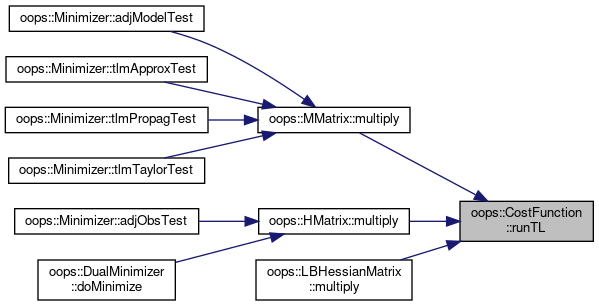 oops::Minimizer::adjModelTest
oops::Minimizer::tlmApproxTest
oops::Minimizer::tlmPropagTest
oops::Minimizer::tlmTaylorTest
oops::MMatrix::multiply
oops::Minimizer::adjObsTest
oops::DualMinimizer
::doMinimize
oops::HMatrix::multiply
oops::LBHessianMatrix
::multiply
oops::CostFunction
::runTL